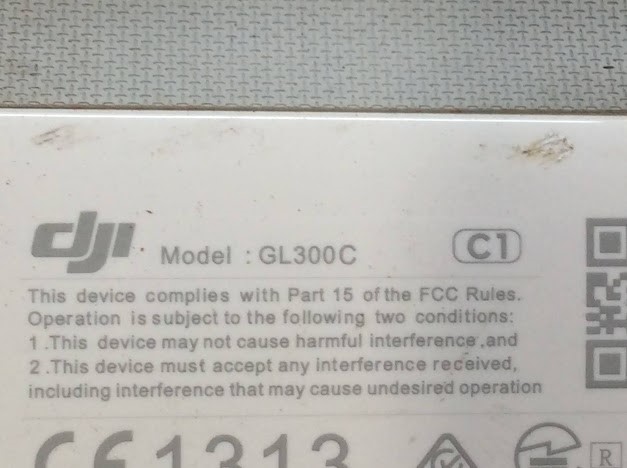 dji Model : GL300C C1
This device complies with Part 15 of the FCC Rules.
Operation is subject to the following two conditions:
1 .This device may not cause harmful interference,and
2 .This device must accept any interference received,
including interference that may cause undesired operation
CE1313 R